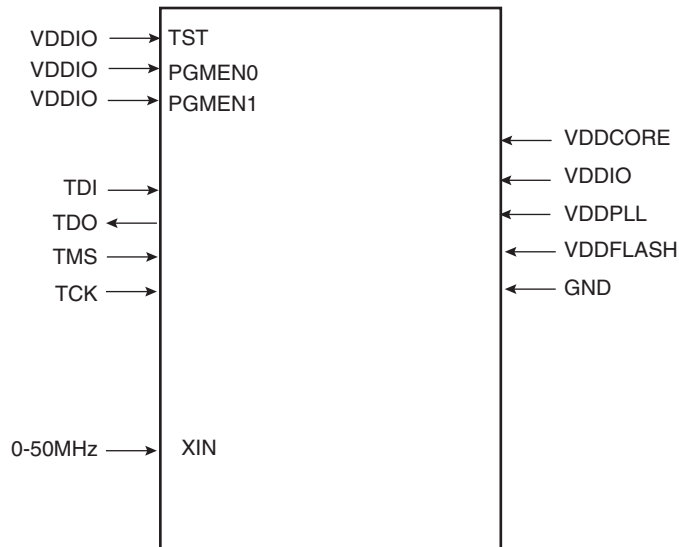 VDDIO TST
VDDIO PGMEN0
VDDIO PGMEN1
VDDCORE
VDDIO
TDI
VDDPLL
TDO
VDDFLASH
TMS
GND
TCK
0-50MHz XIN